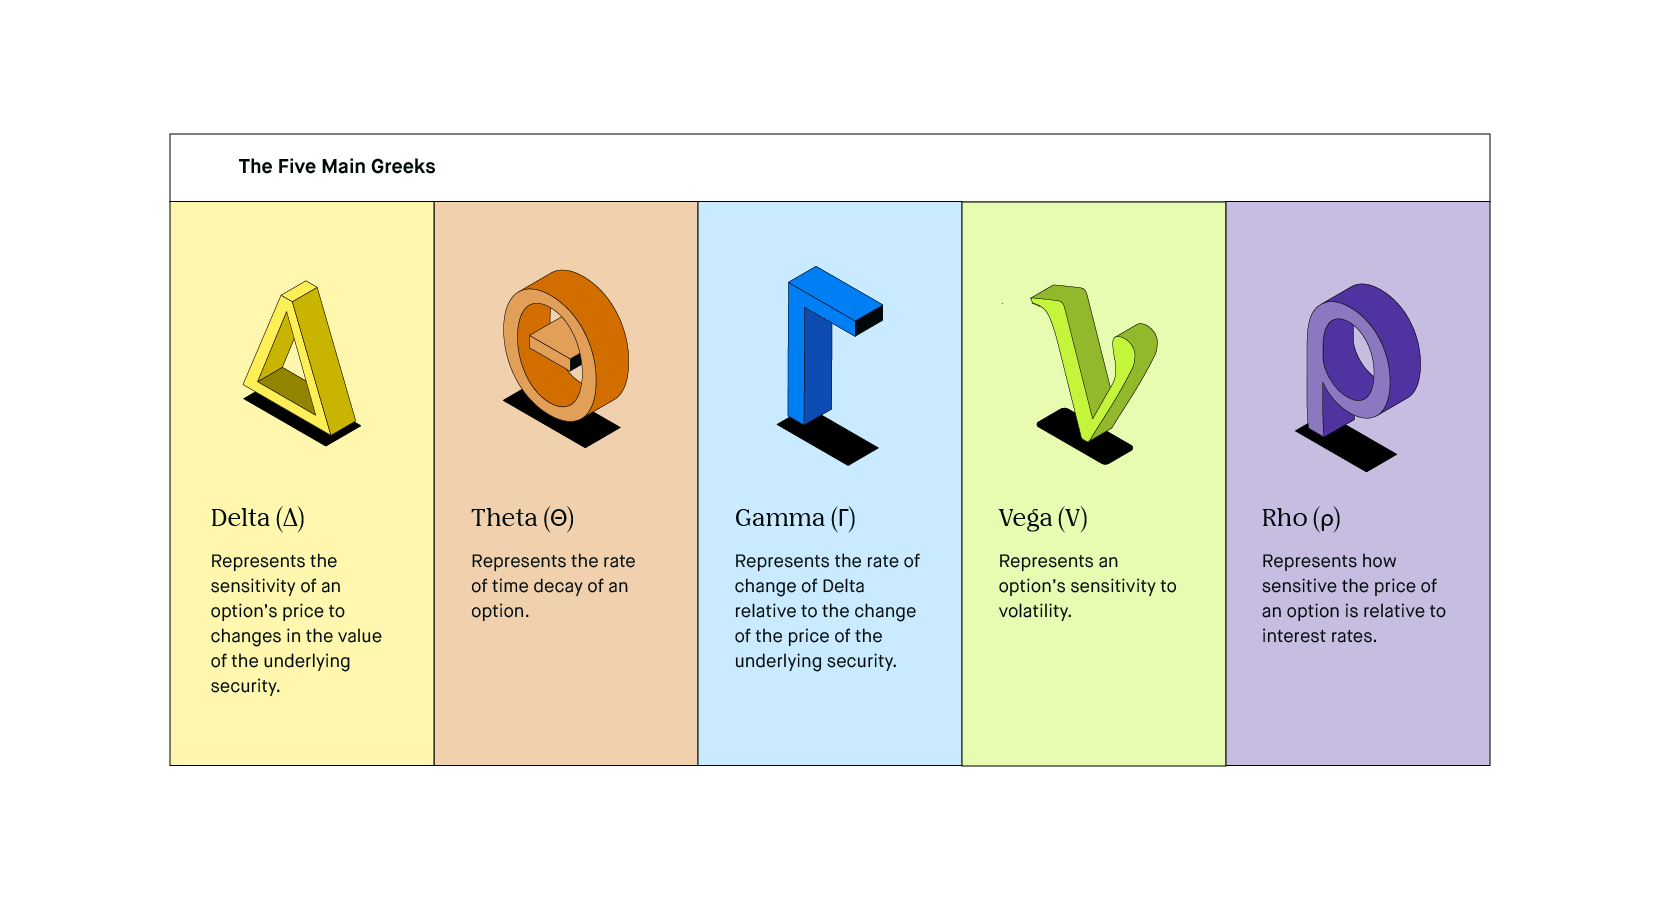 The Five Main Greeks
Delta (Δ)
Represents the
sensitivity of an
option's price to
changes in the value
of the underlying
security.
Theta (Θ)
Represents the rate
of time decay of an
option.
Gamma (Γ)
Represents the rate of
change of Delta
relative to the change
of the price of the
underlying security.
Vega (V)
Represents an
option's sensitivity to
volatility.
Rho (ρ)
Represents how
sensitive the price of
an option is relative to
interest rates.